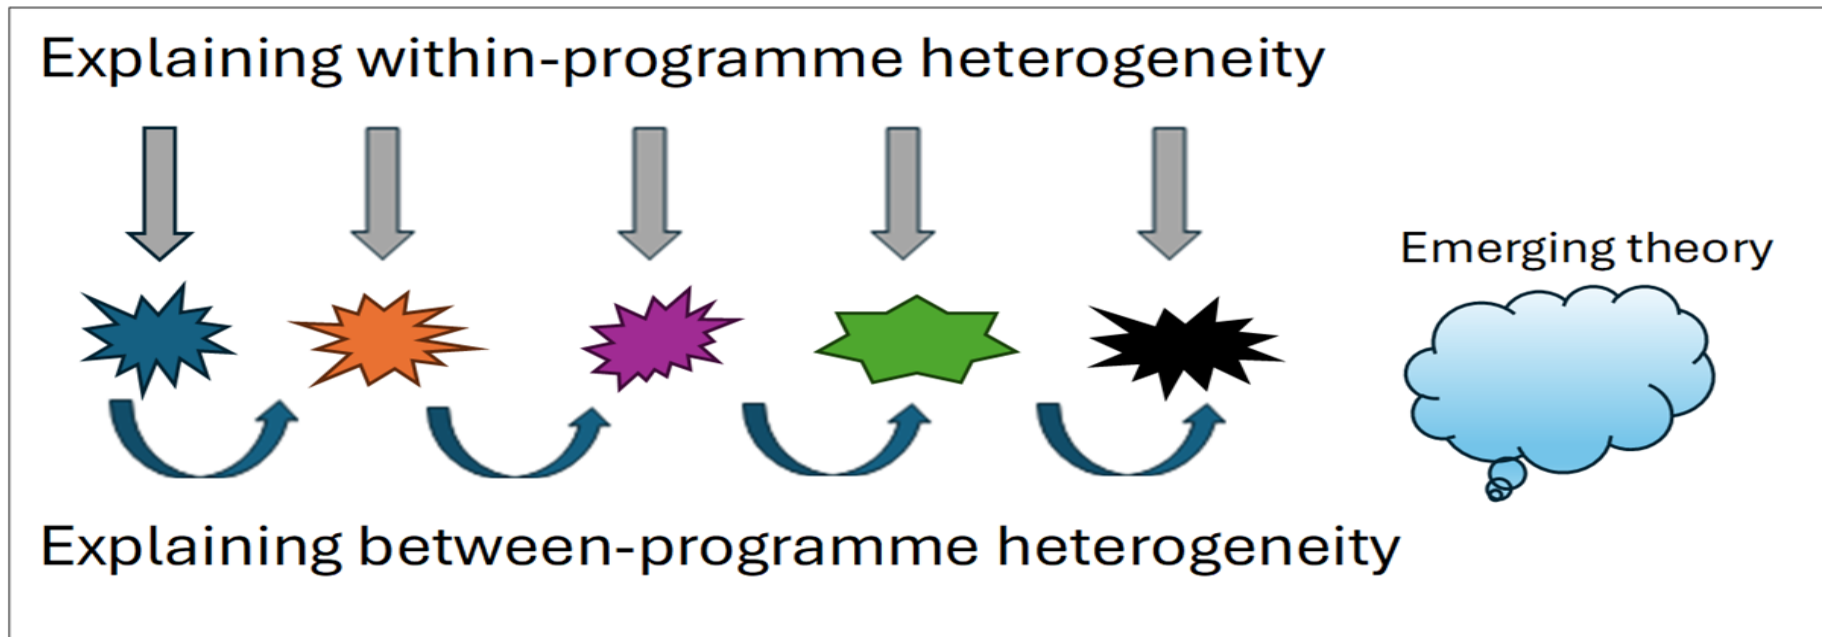 Explaining within-programme heterogeneity
Emerging theory
Explaining between-programme heterogeneity